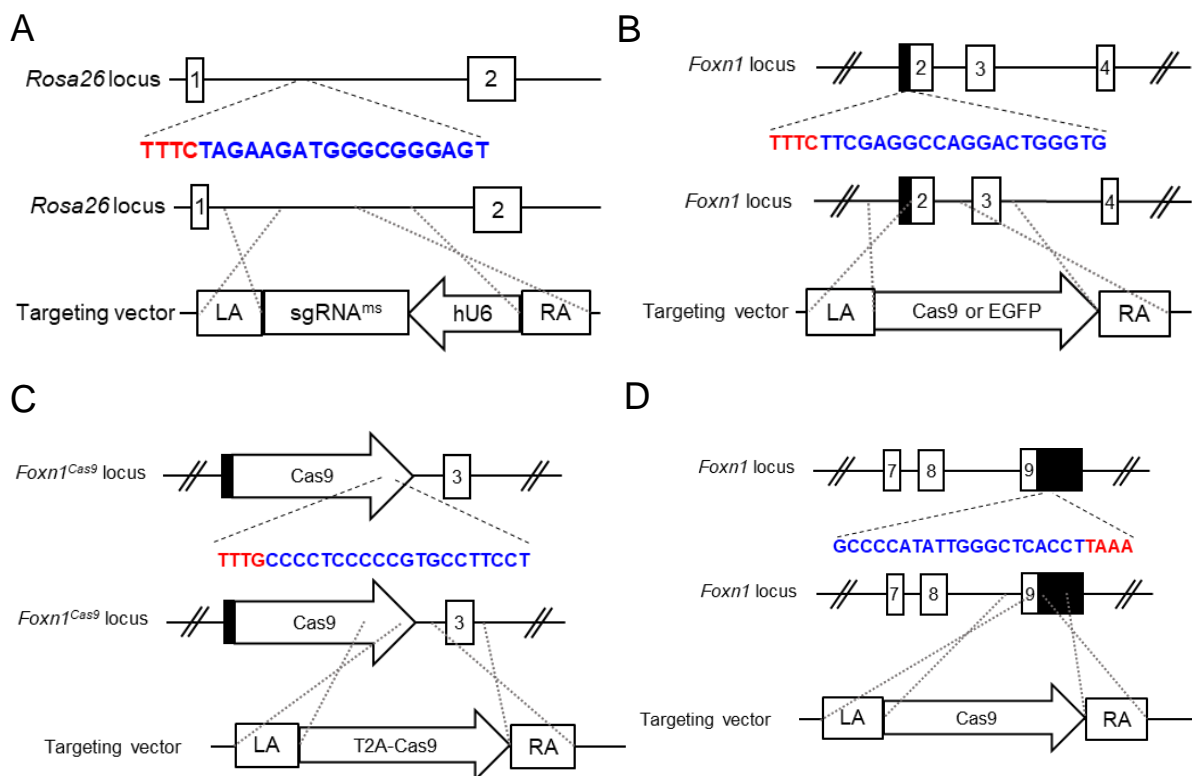 A
Rosa26 locus 1 2
TTTCTAGAAGATGGGCGGGAGT
Rosa26 locus 1 2
Targeting vector LA sgRNAms hU6 RA
B
Foxn1 locus 2 3 4
TTTCTTCGAGGCCAGGACTGGGTG
Foxn1 locus 2 3 4
Targeting vector LA Cas9 or EGFP RA
C
Foxn1Cas9 locus Cas9 3
TTTGCCCCTCCCCCGTGCCTTCCT
Foxn1Cas9 locus Cas9 3
Targeting vector LA T2A-Cas9 RA
D
Foxn1 locus 7 8 9
GCCCCATATTGGGCTCACCTTAAA
Foxn1 locus 7 8 9
Targeting vector LA Cas9 RA